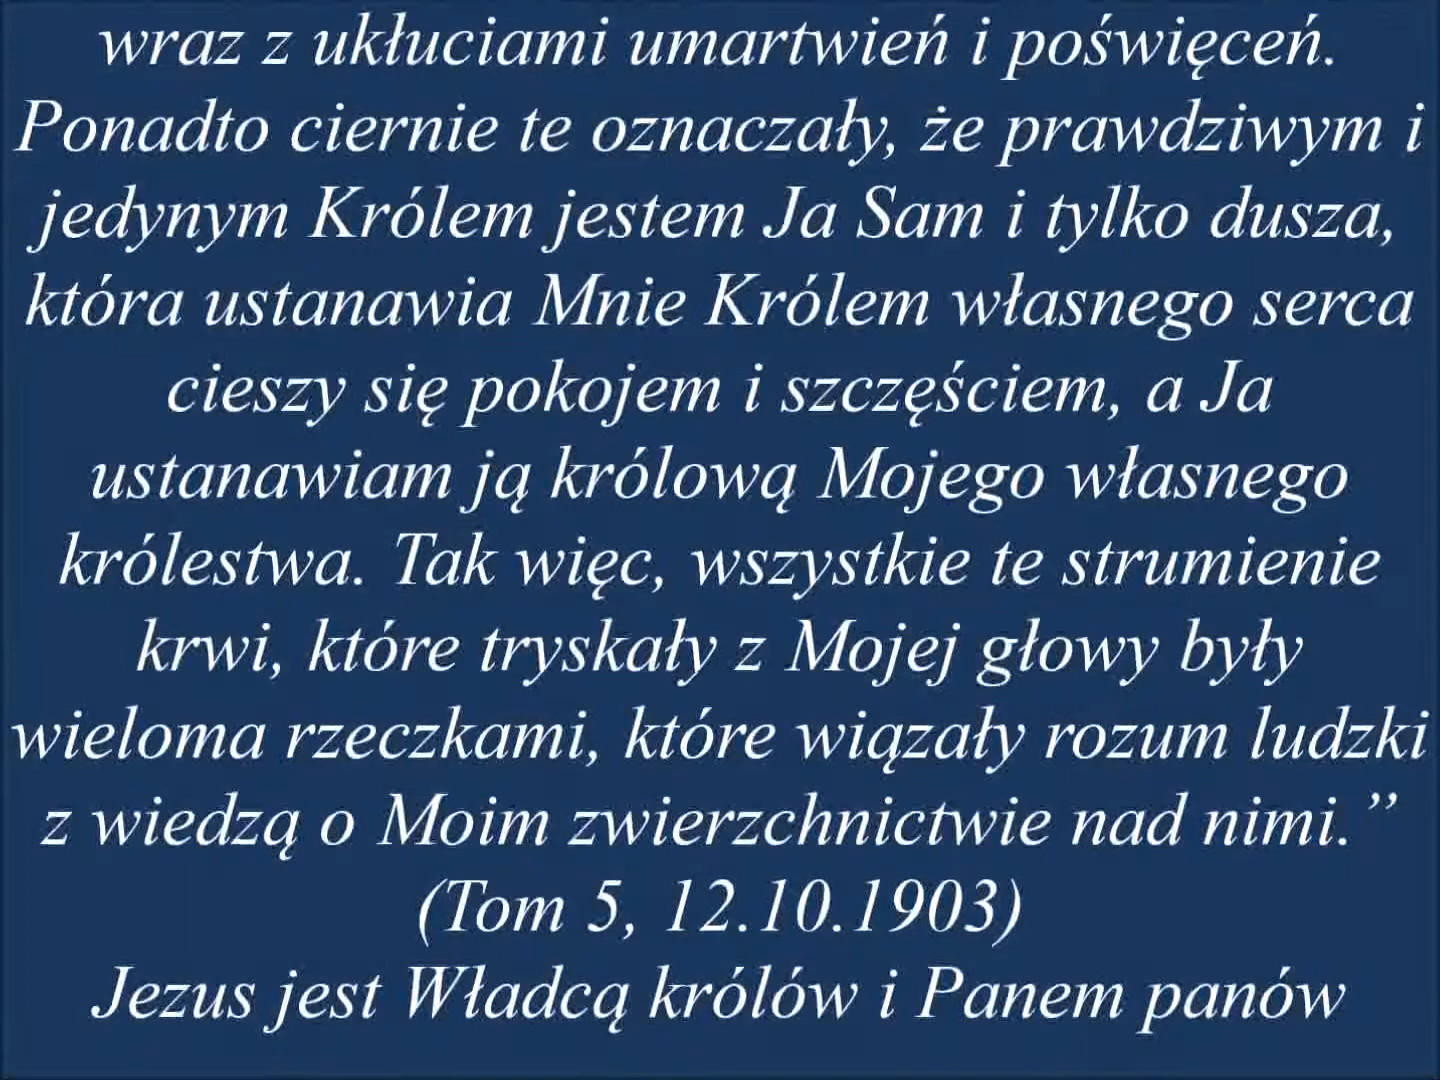 wraz z ukłuciami umartwień i poświęceń.
Ponadto ciernie te oznaczały, że prawdziwym i
jedynym Królem jestem Ja Sam i tylko dusza,
która ustanawia Mnie Królem własnego serca
cieszy się pokojem i szczęściem, a Ja
ustanawiam ją królową Mojego własnego
królestwa. Tak więc, wszystkie te strumienie
krwi, które tryskały z Mojej głowy były
wieloma rzeczkami, które wiązały rozum ludzki
z wiedzą o Moim zwierzchnictwie nad nimi.”
(Tom 5, 12.10.1903)
Jezus jest Władcą królów i Panem panów